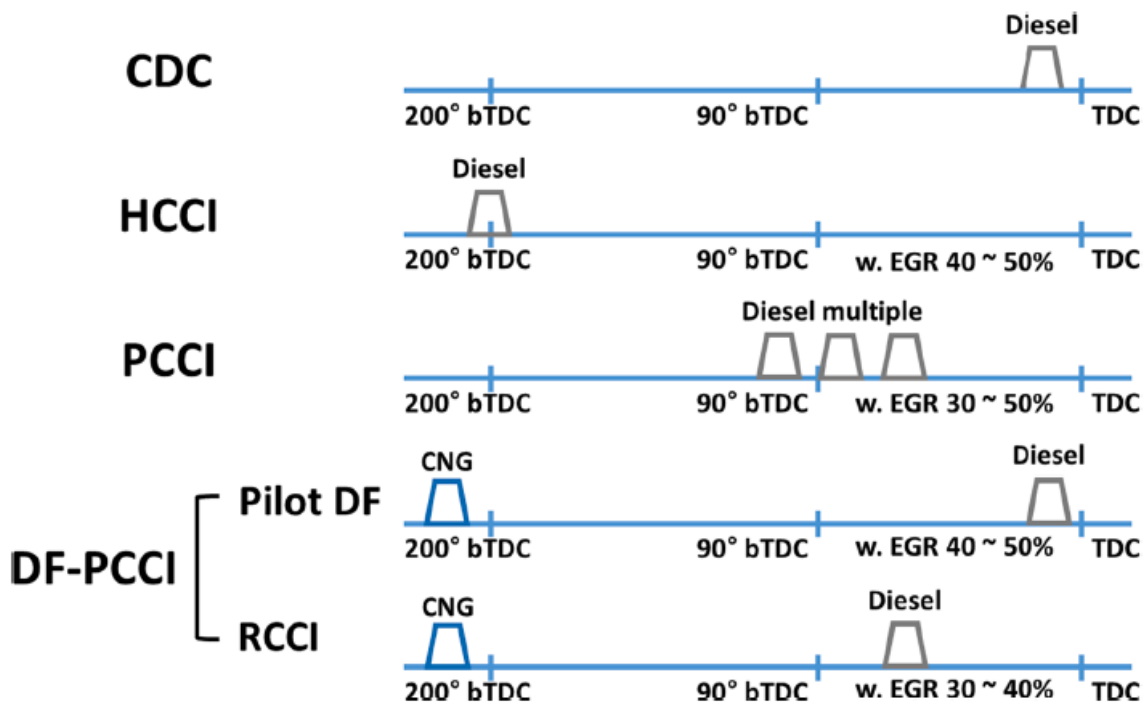 Diesel
CDC
200° bTDC 90° bTDC TDC
Diesel
HCCI
200° bTDC 90° bTDC w. EGR 40 ~ 50% TDC
Diesel multiple
PCCI
200° bTDC 90° bTDC w. EGR 30 ~ 50% TDC
CNG Diesel
Pilot DF
200° bTDC 90° bTDC w. EGR 40 ~ 50% TDC
DF-PCCI
CNG Diesel
RCCI
200° bTDC 90° bTDC w. EGR 30 ~ 40% TDC